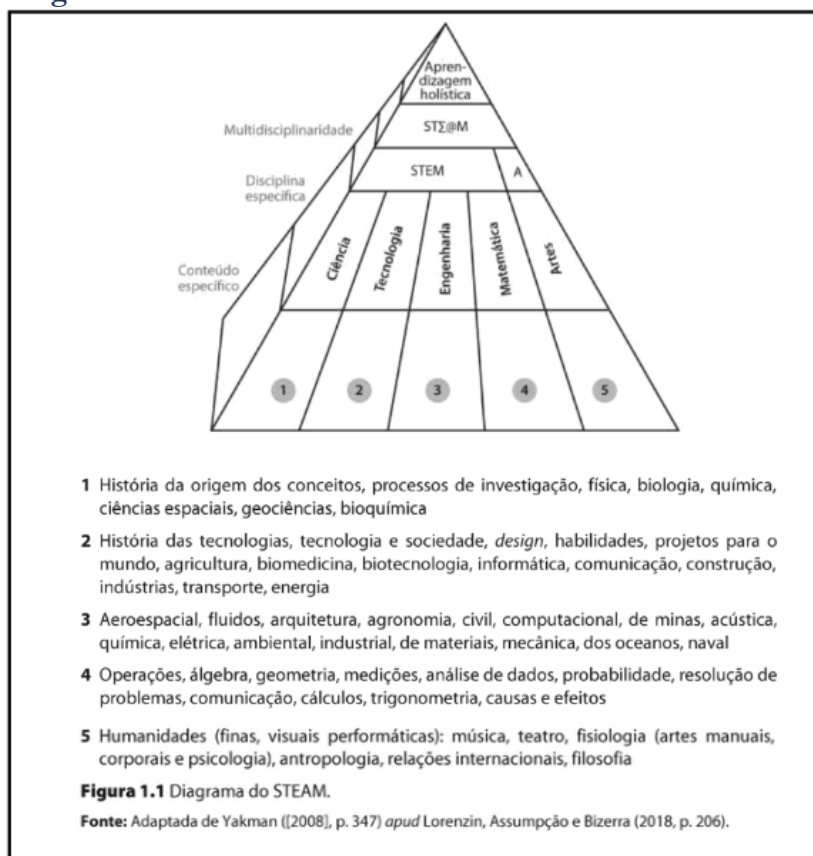 Apren-
dizagem
holística
Multidisciplinaridade
STΣ@M
Disciplina
específica
STEM
A
Conteúdo
específico
Ciência
Tecnologia
Engenharia
Matemática
Artes
1
2
3
4
5
1 História da origem dos conceitos, processos de investigação, física, biologia, química,
ciências espaciais, geociências, bioquímica
2 História das tecnologias, tecnologia e sociedade, design, habilidades, projetos para o
mundo, agricultura, biomedicina, biotecnologia, informática, comunicação, construção,
indústrias, transporte, energia
3 Aeroespacial, fluidos, arquitetura, agronomia, civil, computacional, de minas, acústica,
química, elétrica, ambiental, industrial, de materiais, mecânica, dos oceanos, naval
4 Operações, álgebra, geometria, medições, análise de dados, probabilidade, resolução de
problemas, comunicação, cálculos, trigonometria, causas e efeitos
5 Humanidades (finas, visuais performáticas): música, teatro, fisiologia (artes manuais,
corporais e psicologia), antropologia, relações internacionais, filosofia
Figura 1.1 Diagrama do STEAM.
Fonte: Adaptada de Yakman ([2008], p. 347) apud Lorenzin, Assumpção e Bizerra (2018, p. 206).